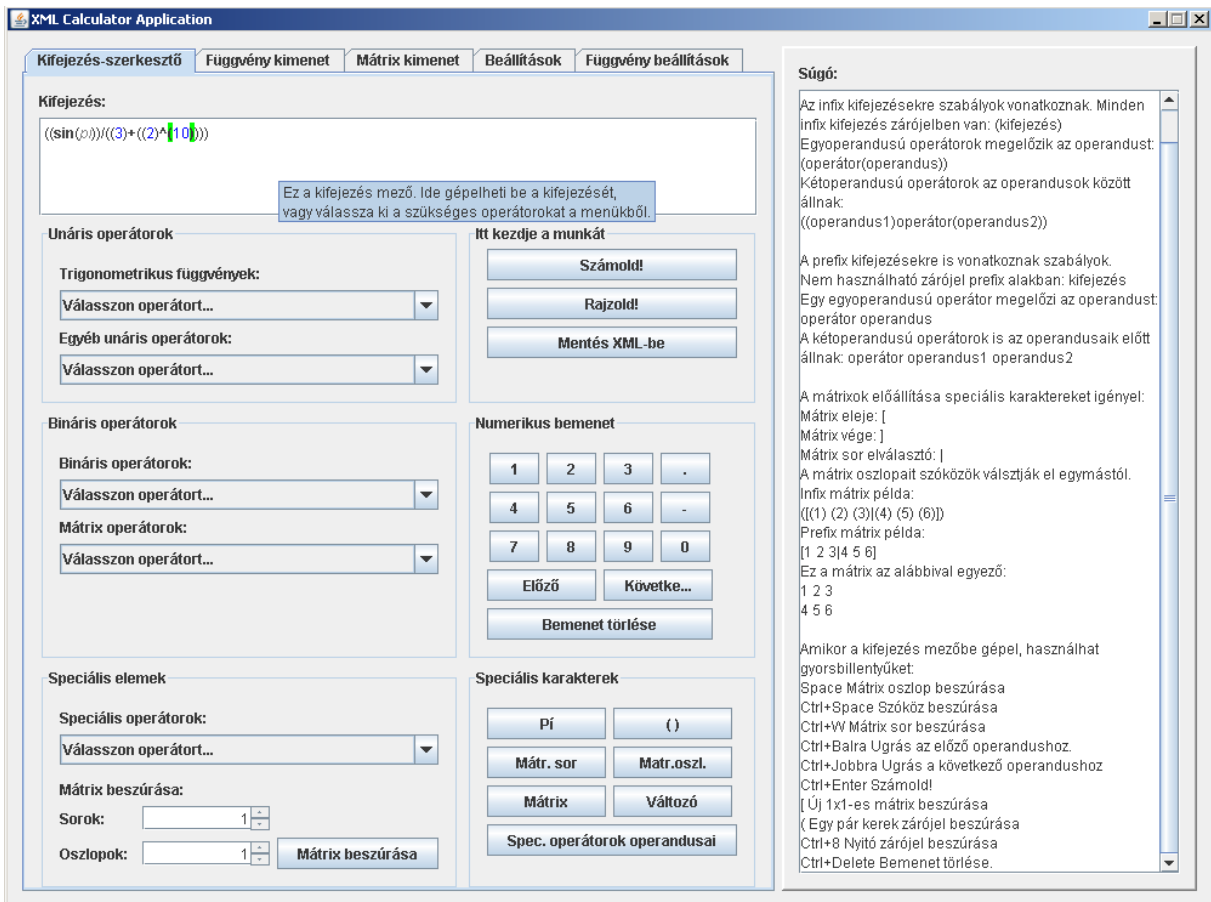 XML Calculator Application
Kifejezés-szerkesztő
Függvény kimenet
Mátrix kimenet
Beállítások
Függvény beállítások
Kifejezés:
((sin(pi))/((3)+((2)^(10))))
Ez a kifejezés mező. Ide gépelheti be a kifejezését,
vagy válassza ki a szükséges operátorokat a menükből.
Unáris operátorok
Trigonometrikus függvények:
Válasszon operátort...
Egyéb unáris operátorok:
Válasszon operátort...
Itt kezdje a munkát
Számold!
Rajzold!
Mentés XML-be
Bináris operátorok
Bináris operátorok:
Válasszon operátort...
Mátrix operátorok:
Válasszon operátort...
Numerikus bemenet
1 2 3 .
4 5 6 -
7 8 9 0
Előző Követke...
Bemenet törlése
Speciális elemek
Speciális operátorok:
Válasszon operátort...
Mátrix beszúrása:
Sorok: 1
Oszlopok: 1 Mátrix beszúrása
Speciális karakterek
Pí ( )
Mátr. sor Matr.oszl.
Mátrix Változó
Spec. operátorok operandusai
Súgó:
Az infix kifejezésekre szabályok vonatkoznak. Minden
infix kifejezés zárójelben van: (kifejezés)
Egyoperandusú operátorok megelőzik az operandust:
(operátor(operandus))
Kétoperandusú operátorok az operandusok között
állnak:
((operandus1)operátor(operandus2))
A prefix kifejezésekre is vonatkoznak szabályok.
Nem használható zárójel prefix alakban: kifejezés
Egy egyoperandusú operátor megelőzi az operandust:
operátor operandus
A kétoperandusú operátorok is az operandusaik előtt
állnak: operátor operandus1 operandus2
A mátrixok előállítása speciális karaktereket igényel:
Mátrix eleje: [
Mátrix vége: ]
Mátrix sor elválasztó: |
A mátrix oszlopait szóközök válsztják el egymástól.
Infix mátrix példa:
([(1) (2) (3)|(4) (5) (6)])
Prefix mátrix példa:
[1 2 3|4 5 6]
Ez a mátrix az alábbival egyező:
1 2 3
4 5 6
Amikor a kifejezés mezőbe gépel, használhat
gyorsbillentyűket:
Space Mátrix oszlop beszúrása
Ctrl+Space Szóköz beszúrása
Ctrl+W Mátrix sor beszúrása
Ctrl+Balra Ugrás az előző operandushoz.
Ctrl+Jobbra Ugrás a következő operandushoz
Ctrl+Enter Számold!
[ Új 1x1-es mátrix beszúrása
( Egy pár kerek zárójel beszúrása
Ctrl+8 Nyitó zárójel beszúrása
Ctrl+Delete Bemenet törlése.